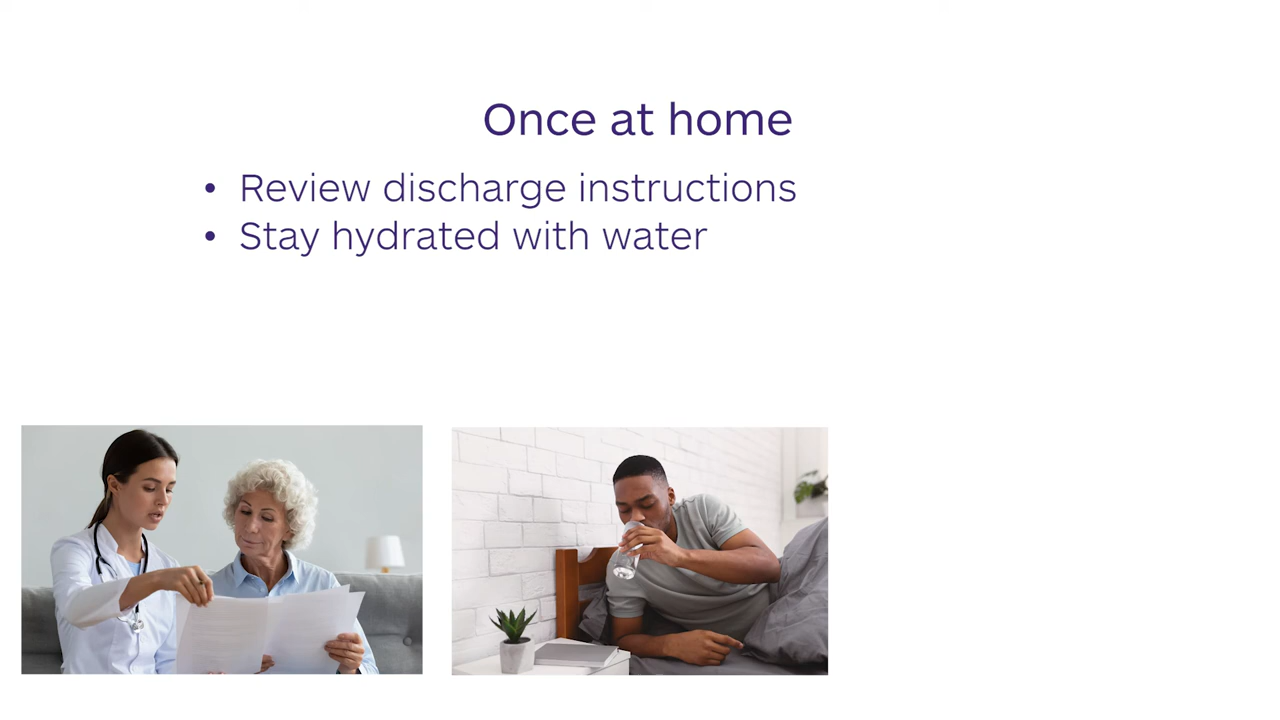 Once at home
• Review discharge instructions
• Stay hydrated with water